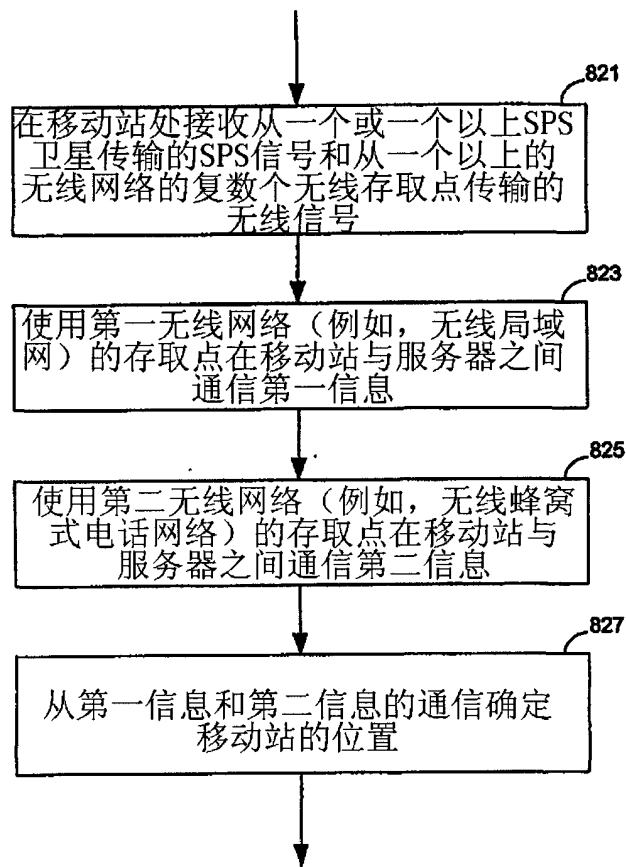 821
在移动站处接收从一个或一个以上SPS
卫星传输的SPS信号和从一个以上的
无线网络的复数个无线存取点传输的
无线信号
823
使用第一无线网络（例如，无线局域
网）的存取点在移动站与服务器之间
通信第一信息
825
使用第二无线网络（例如，无线蜂窝
式电话网络）的存取点在移动站与
服务器之间通信第二信息
827
从第一信息和第二信息的通信确定
移动站的位置